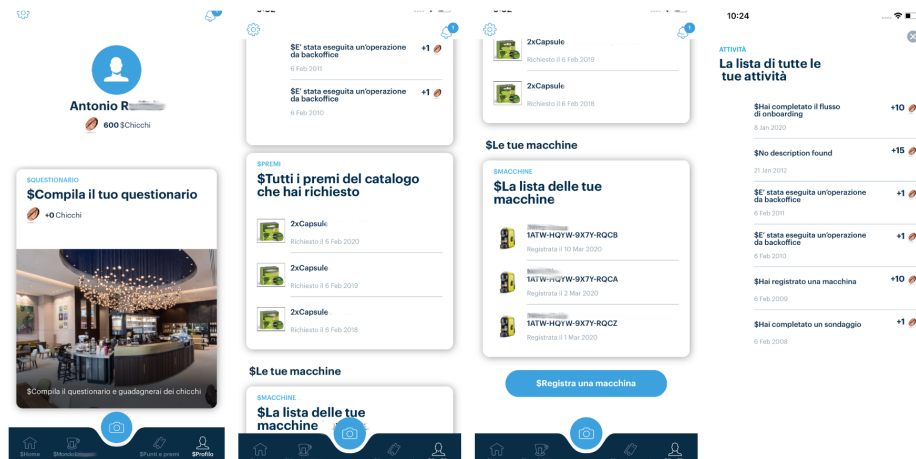 1
Antonio R
600 $Chicchi
$QUESTIONARIO
$Compila il tuo questionario
+0 Chicchi
$Compila il questionario e guadagnerai dei chicchi
$Home
$Mondo
$Punti e premi
$Profilo
1
$E' stata eseguita un'operazione
da backoffice
+1
6 Feb 2011
$E' stata eseguita un'operazione
da backoffice
+1
6 Feb 2010
$PREMI
$Tutti i premi del catalogo
che hai richiesto
2xCapsule
Richiesto il 6 Feb 2020
2xCapsule
Richiesto il 6 Feb 2019
2xCapsule
Richiesto il 6 Feb 2018
$Le tue macchine
$MACCHINE
$La lista delle tue
macchine
1
2xCapsule
Richiesto il 6 Feb 2019
2xCapsule
Richiesto il 6 Feb 2018
$Le tue macchine
$MACCHINE
$La lista delle tue
macchine
1ATW-HQYW-9X7Y-RQCB
Registrata il 10 Mar 2020
1ATW-HQYW-9X7Y-RQCA
Registrata il 2 Mar 2020
1ATW-HQYW-9X7Y-RQCZ
Registrata il 1 Mar 2020
$Registra una macchina
10:24
ATTIVITÀ
La lista di tutte le
tue attività
$Hai completato il flusso
di onboarding
+10
8 Jan 2020
$No description found
+15
21 Jan 2012
$E' stata eseguita un'operazione
da backoffice
+1
6 Feb 2011
$E' stata eseguita un'operazione
da backoffice
+1
6 Feb 2010
$Hai registrato una macchina
+10
6 Feb 2009
$Hai completato un sondaggio
+1
6 Feb 2008